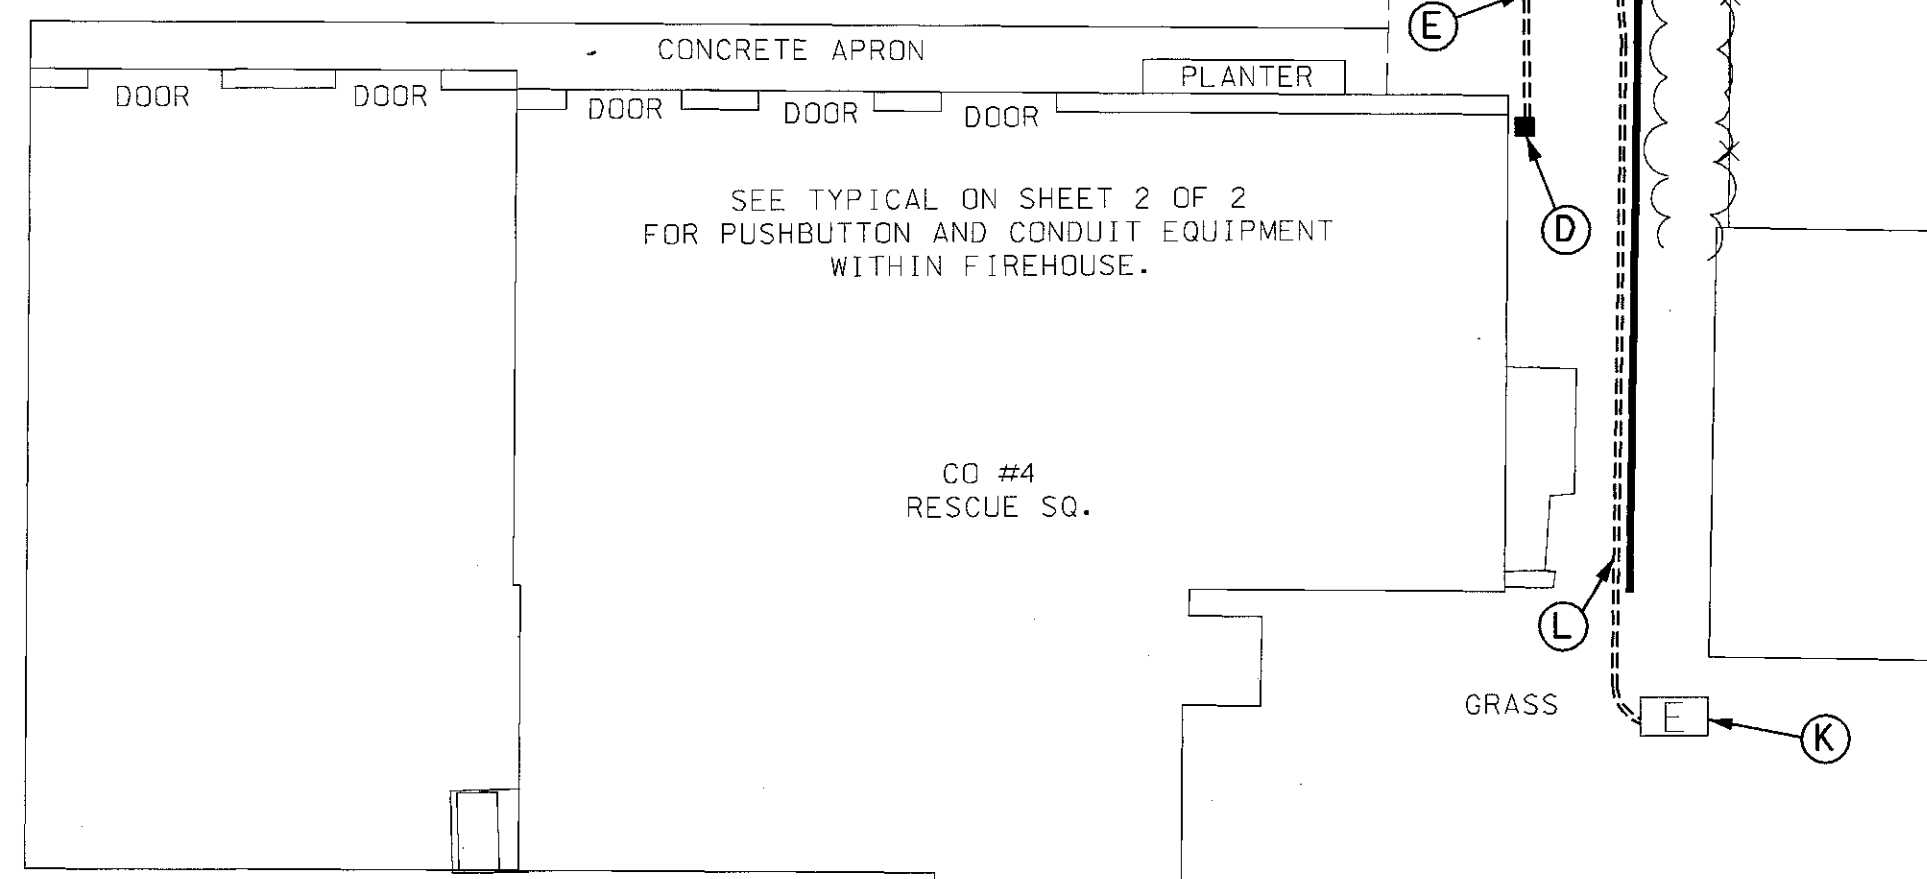 E
CONCRETE APRON
PLANTER
DOOR
DOOR
DOOR
DOOR
DOOR
SEE TYPICAL ON SHEET 2 OF 2
FOR PUSHBUTTON AND CONDUIT EQUIPMENT
WITHIN FIREHOUSE.
D
CO #4
RESCUE SQ.
L
GRASS
E
K